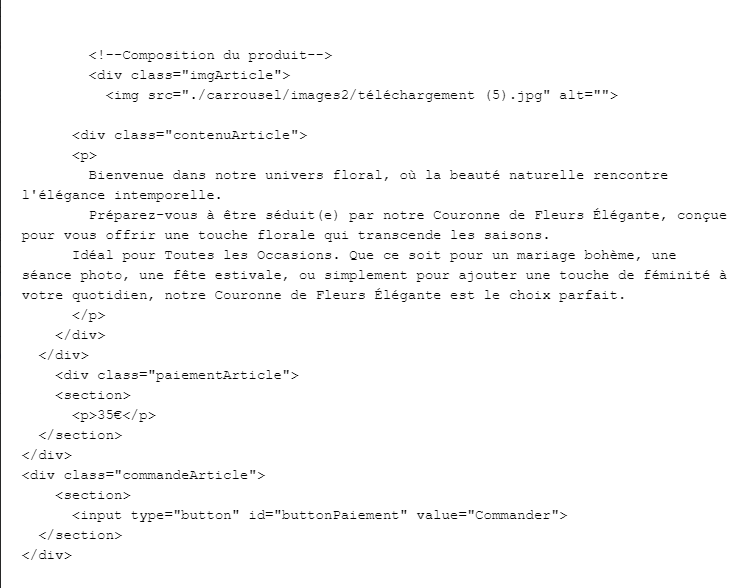 <!--Composition du produit-->
<div class="imgArticle">
<img src="./carrousel/images2/téléchargement (5).jpg" alt="">
<div class="contenuArticle">
<p>
Bienvenue dans notre univers floral, où la beauté naturelle rencontre
l'élégance intemporelle.
Préparez-vous à être séduit(e) par notre Couronne de Fleurs Élégante, conçue
pour vous offrir une touche florale qui transcende les saisons.
Idéal pour Toutes les Occasions. Que ce soit pour un mariage bohème, une
séance photo, une fête estivale, ou simplement pour ajouter une touche de féminité à
votre quotidien, notre Couronne de Fleurs Élégante est le choix parfait.
</p>
</div>
</div>
<div class="paiementArticle">
<section>
<p>35€</p>
</section>
</div>
<div class="commandeArticle">
<section>
<input type="button" id="buttonPaiement" value="Commander">
</section>
</div>